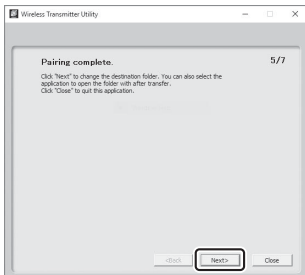 Wireless Transmitter Utility
Pairing complete.
5/7
Click "Next" to change the destination folder. You can also select the
application to open the folder with after transfer.
Click "Close" to quit this application.
<Back
Next>
Close